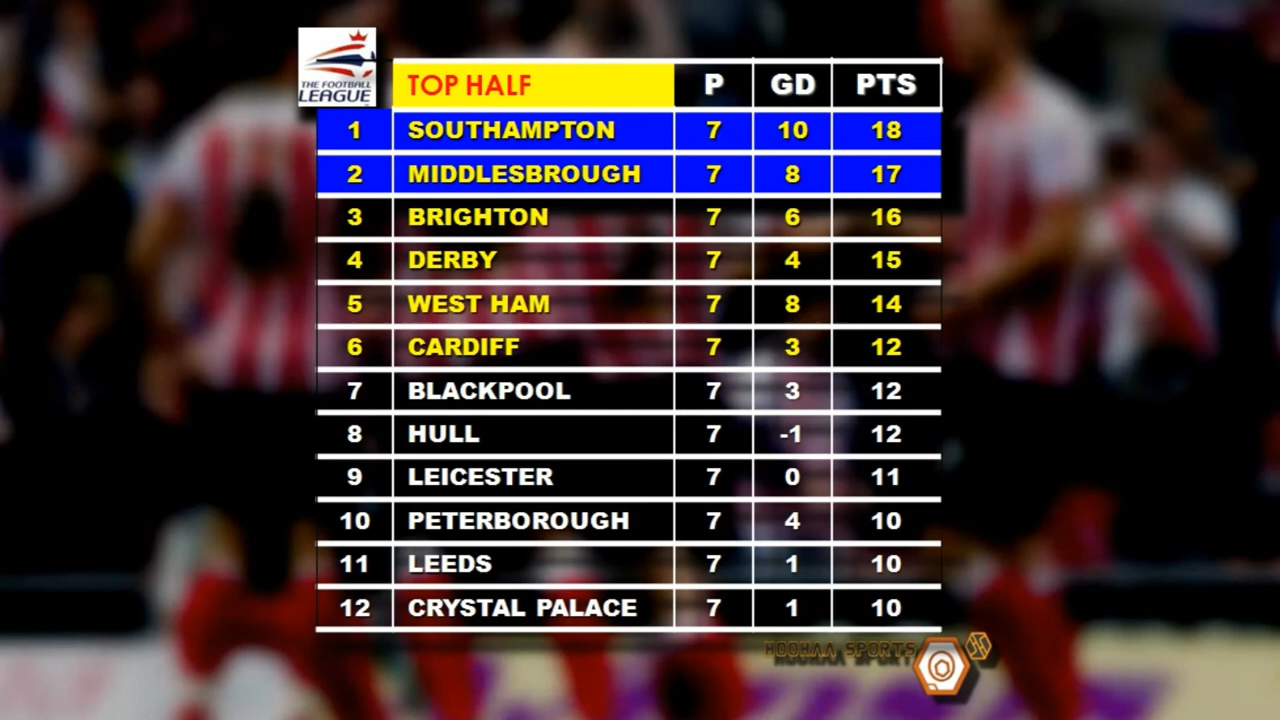 THE FOOTBALL
LEAGUE
TOP HALF P GD PTS
1 SOUTHAMPTON 7 10 18
2 MIDDLESBROUGH 7 8 17
3 BRIGHTON 7 6 16
4 DERBY 7 4 15
5 WEST HAM 7 8 14
6 CARDIFF 7 3 12
7 BLACKPOOL 7 3 12
8 HULL 7 -1 12
9 LEICESTER 7 0 11
10 PETERBOROUGH 7 4 10
11 LEEDS 7 1 10
12 CRYSTAL PALACE 7 1 10
HOOHAA SPORTS